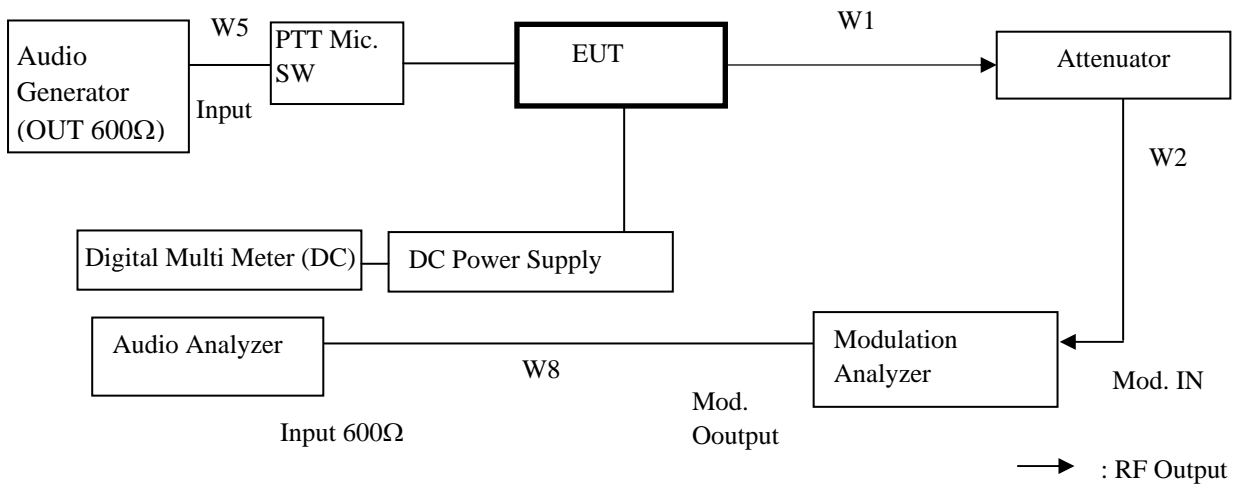 W5
Audio
Generator
(OUT 600Ω)
Input
PTT Mic.
SW
EUT
W1
Attenuator
W2
Digital Multi Meter (DC)
DC Power Supply
Audio Analyzer
W8
Modulation
Analyzer
Mod. IN
Input 600Ω
Mod.
Ooutput
: RF Output